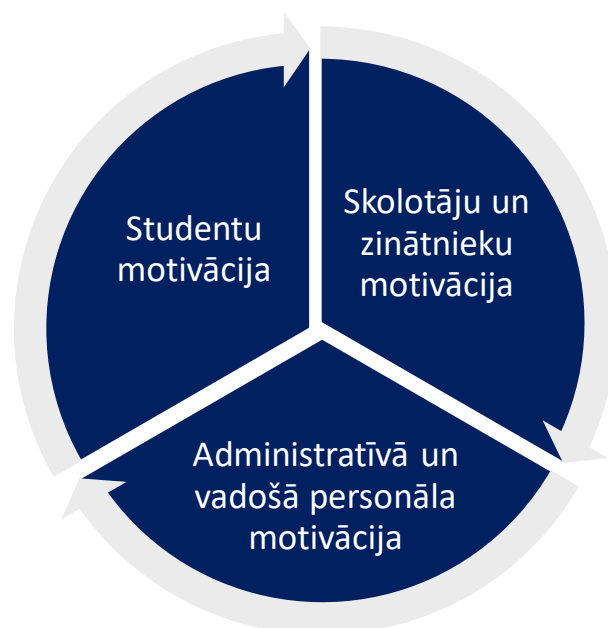 Studentu
motivācija
Skolotāju un
zinātnieku
motivācija
Administratīvā un
vadošā personāla
motivācija